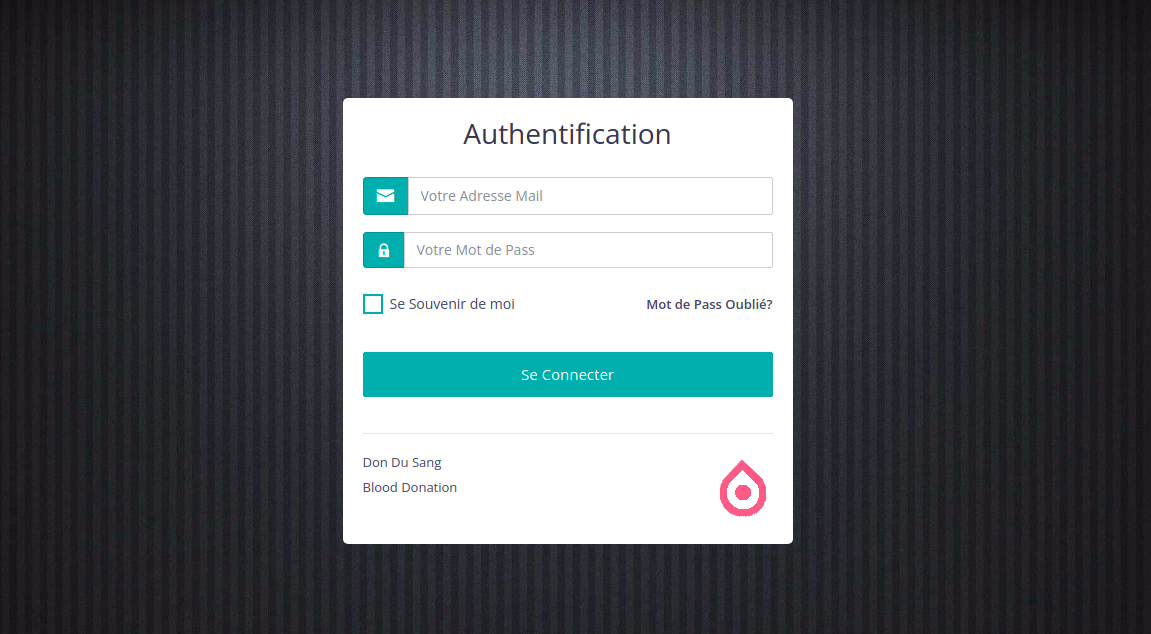 Authentification
Votre Adresse Mail
Votre Mot de Pass
Se Souvenir de moi
Mot de Pass Oublié?
Se Connecter
Don Du Sang
Blood Donation